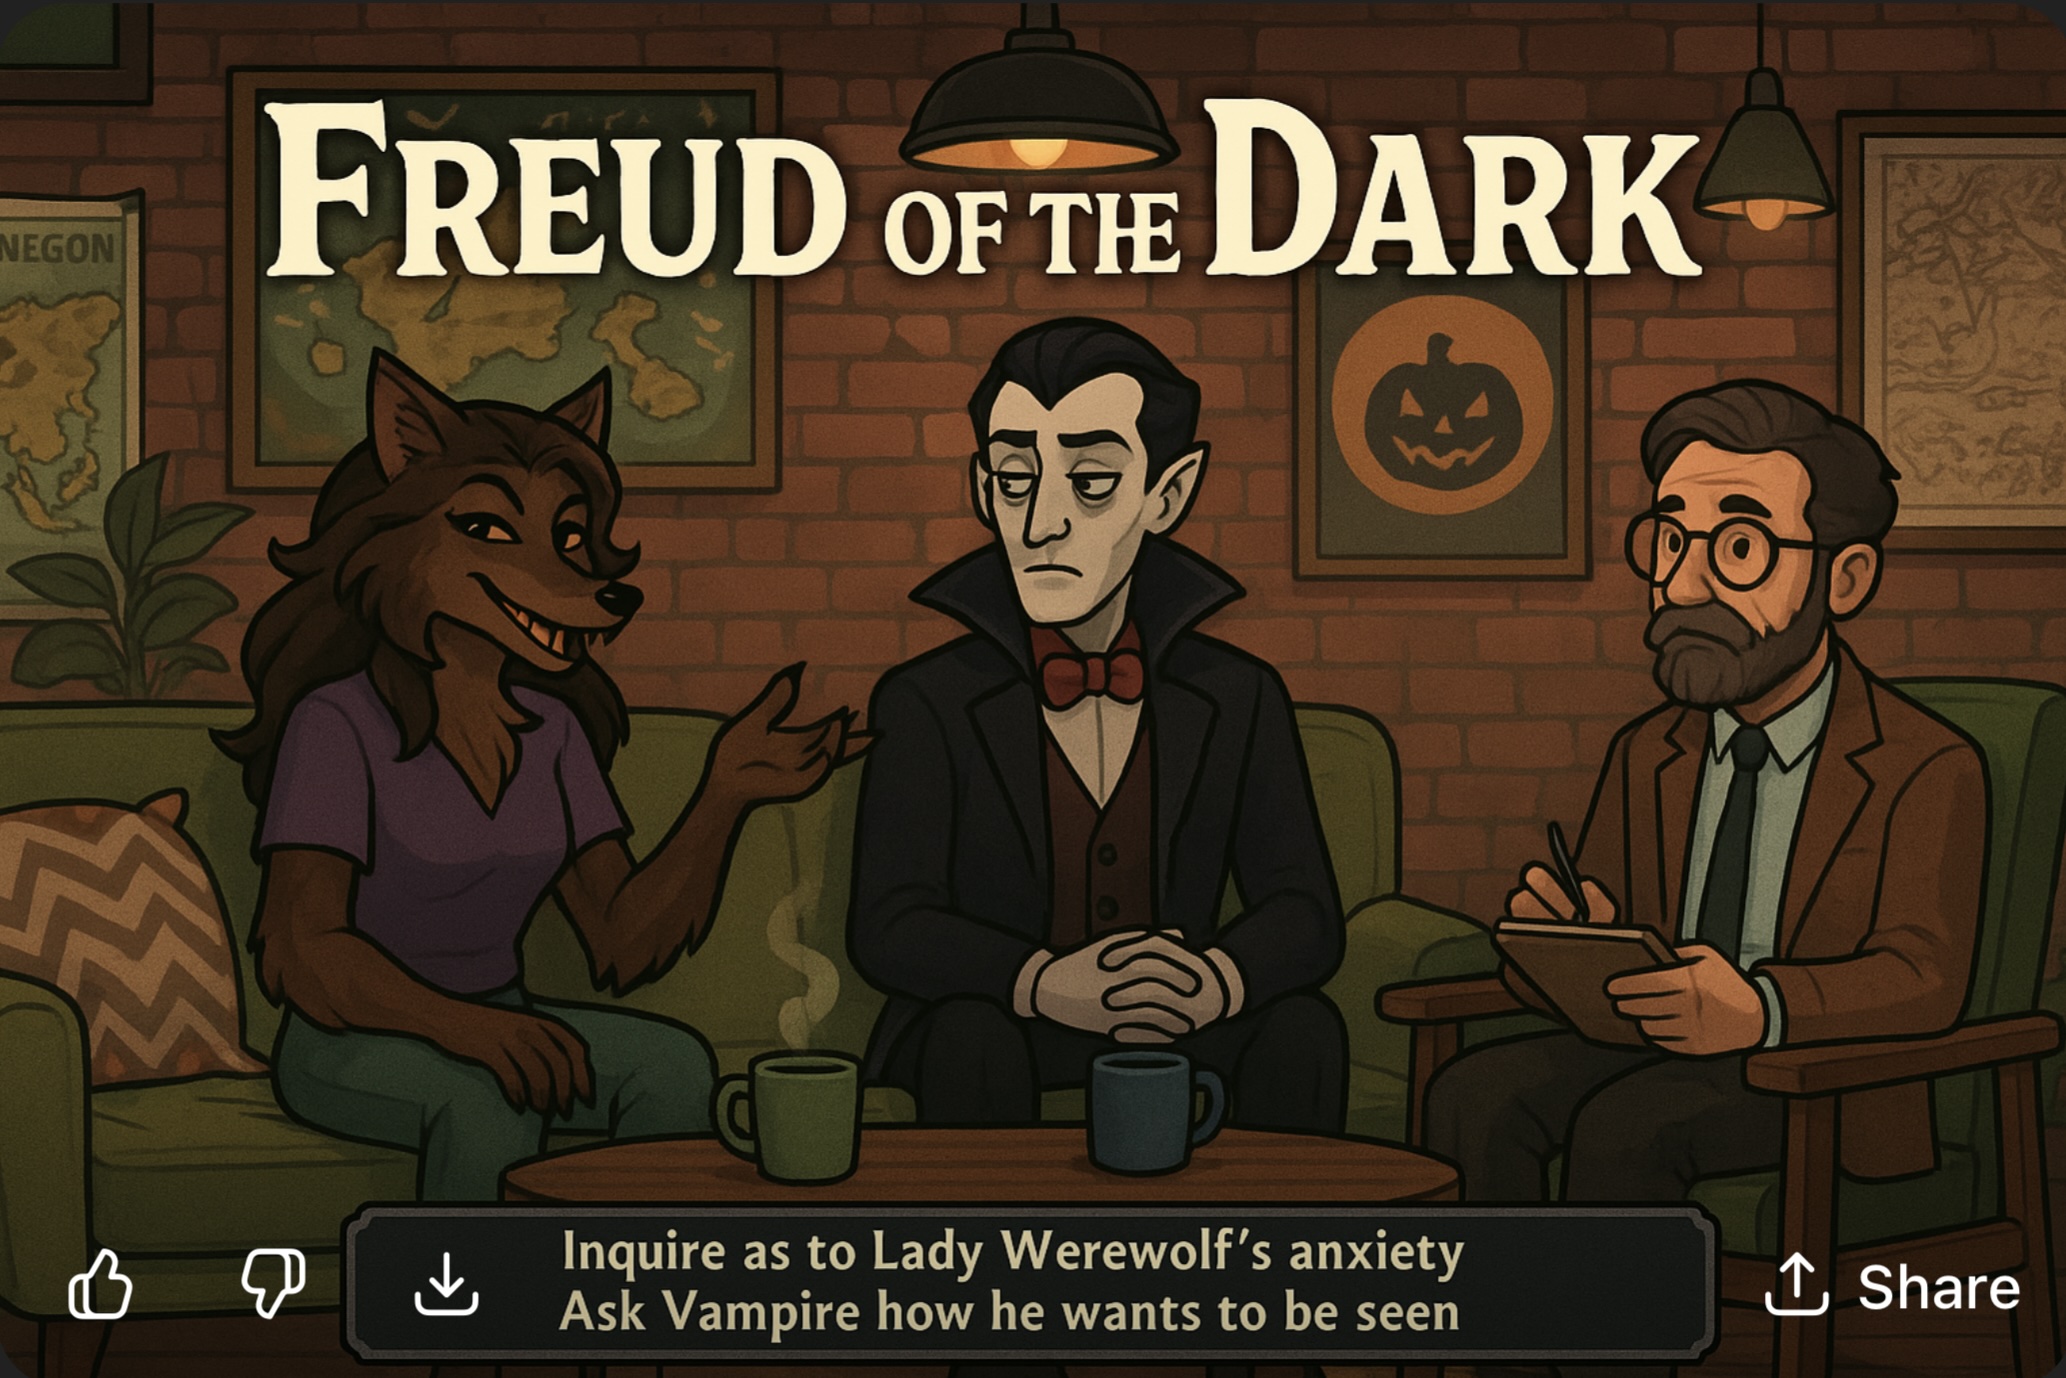 FREUD OF THE DARK
NEGON
Inquire as to Lady Werewolf's anxiety
Ask Vampire how he wants to be seen
Share